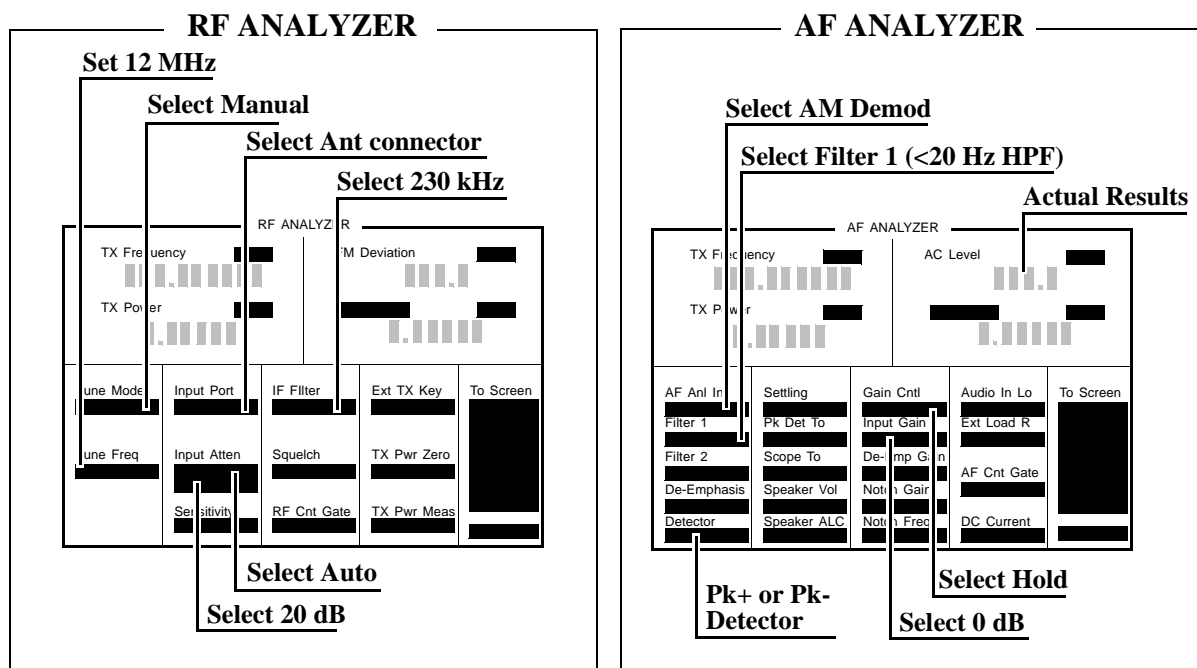 RF ANALYZER
Set 12 MHz
Select Manual
Select Ant connector
Select 230 kHz
RF ANALYZER
TX Frequency
FM Deviation
TX Power
Tune Mode
Input Port
IF FIlter
Ext TX Key
To Screen
Tune Freq
Input Atten
Squelch
TX Pwr Zero
Sensitivity
RF Cnt Gate
TX Pwr Meas
Select Auto
Select 20 dB
AF ANALYZER
Select AM Demod
Select Filter 1 (<20 Hz HPF)
Actual Results
AF ANALYZER
TX Frequency
AC Level
TX Power
AF Anl In
Settling
Gain Cntl
Audio In Lo
To Screen
Filter 1
Pk Det To
Input Gain
Ext Load R
Filter 2
Scope To
De-Emp Gain
AF Cnt Gate
De-Emphasis
Speaker Vol
Notch Gain
Detector
Speaker ALC
Notch Freq
DC Current
Select Hold
Pk+ or Pk-
Detector
Select 0 dB